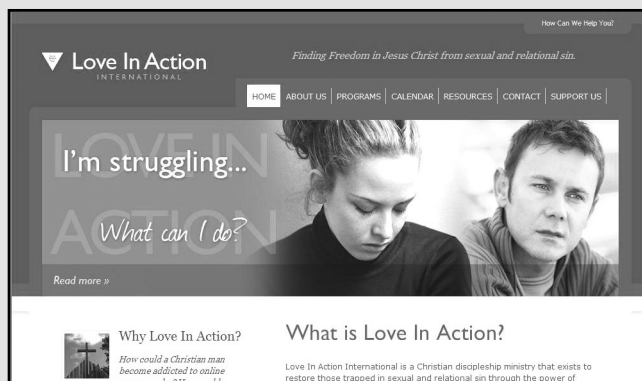 How Can We Help You?
Love In Action
INTERNATIONAL
Finding Freedom in Jesus Christ from sexual and relational sin.
HOME ABOUT US PROGRAMS CALENDAR RESOURCES CONTACT SUPPORT US
LOVE IN
ACTION
I'm struggling...
What can I do?
Read more »
Why Love In Action?
How could a Christian man
become addicted to online
What is Love In Action?
Love In Action International is a Christian discipleship ministry that exists to
restore those trapped in sexual and relational sin through the power of